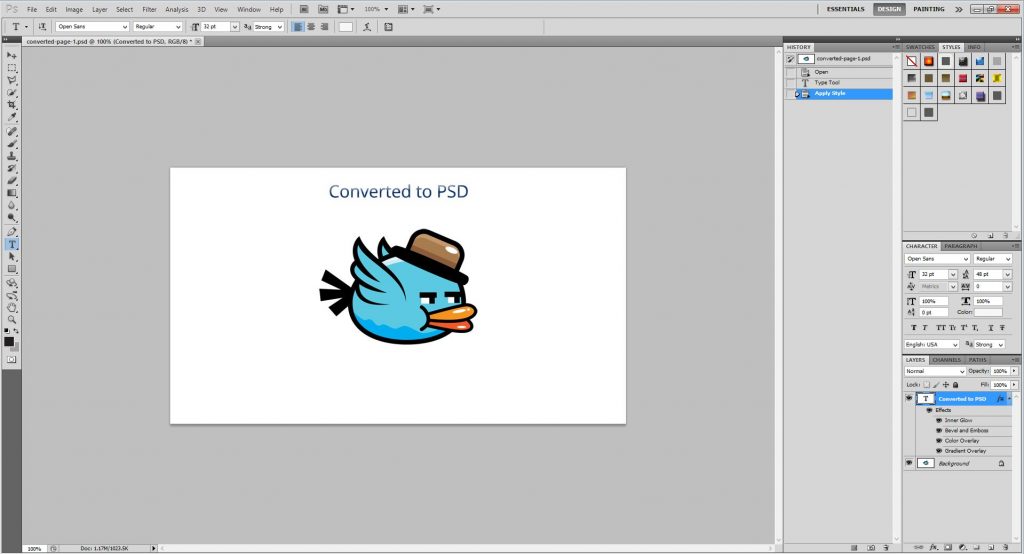 Ps File Edit Image Layer Select Filter Analysis 3D View Window Help Br Mb 100% ESSENTIALS DESIGN PAINTING >>
T Open Sans Regular T 32 pt aa Strong
converted-page-1.psd @ 100% (Converted to PSD, RGB/8) * x
Converted to PSD
100% Doc: 1.17M/1023.5K
HISTORY
converted-page-1.psd
Open
Type Tool
Apply Style
SWATCHES STYLES INFO
CHARACTER PARAGRAPH
Open Sans Regular
32 pt 48 pt
Metrics 0
100% 100%
0 pt Color:
T T TT Tr T¹ T, T T
English: USA aa Strong
LAYERS CHANNELS PATHS
Normal Opacity: 100%
Lock: Fill: 100%
T Converted to PSD fx
Effects
Inner Glow
Bevel and Emboss
Color Overlay
Gradient Overlay
Background